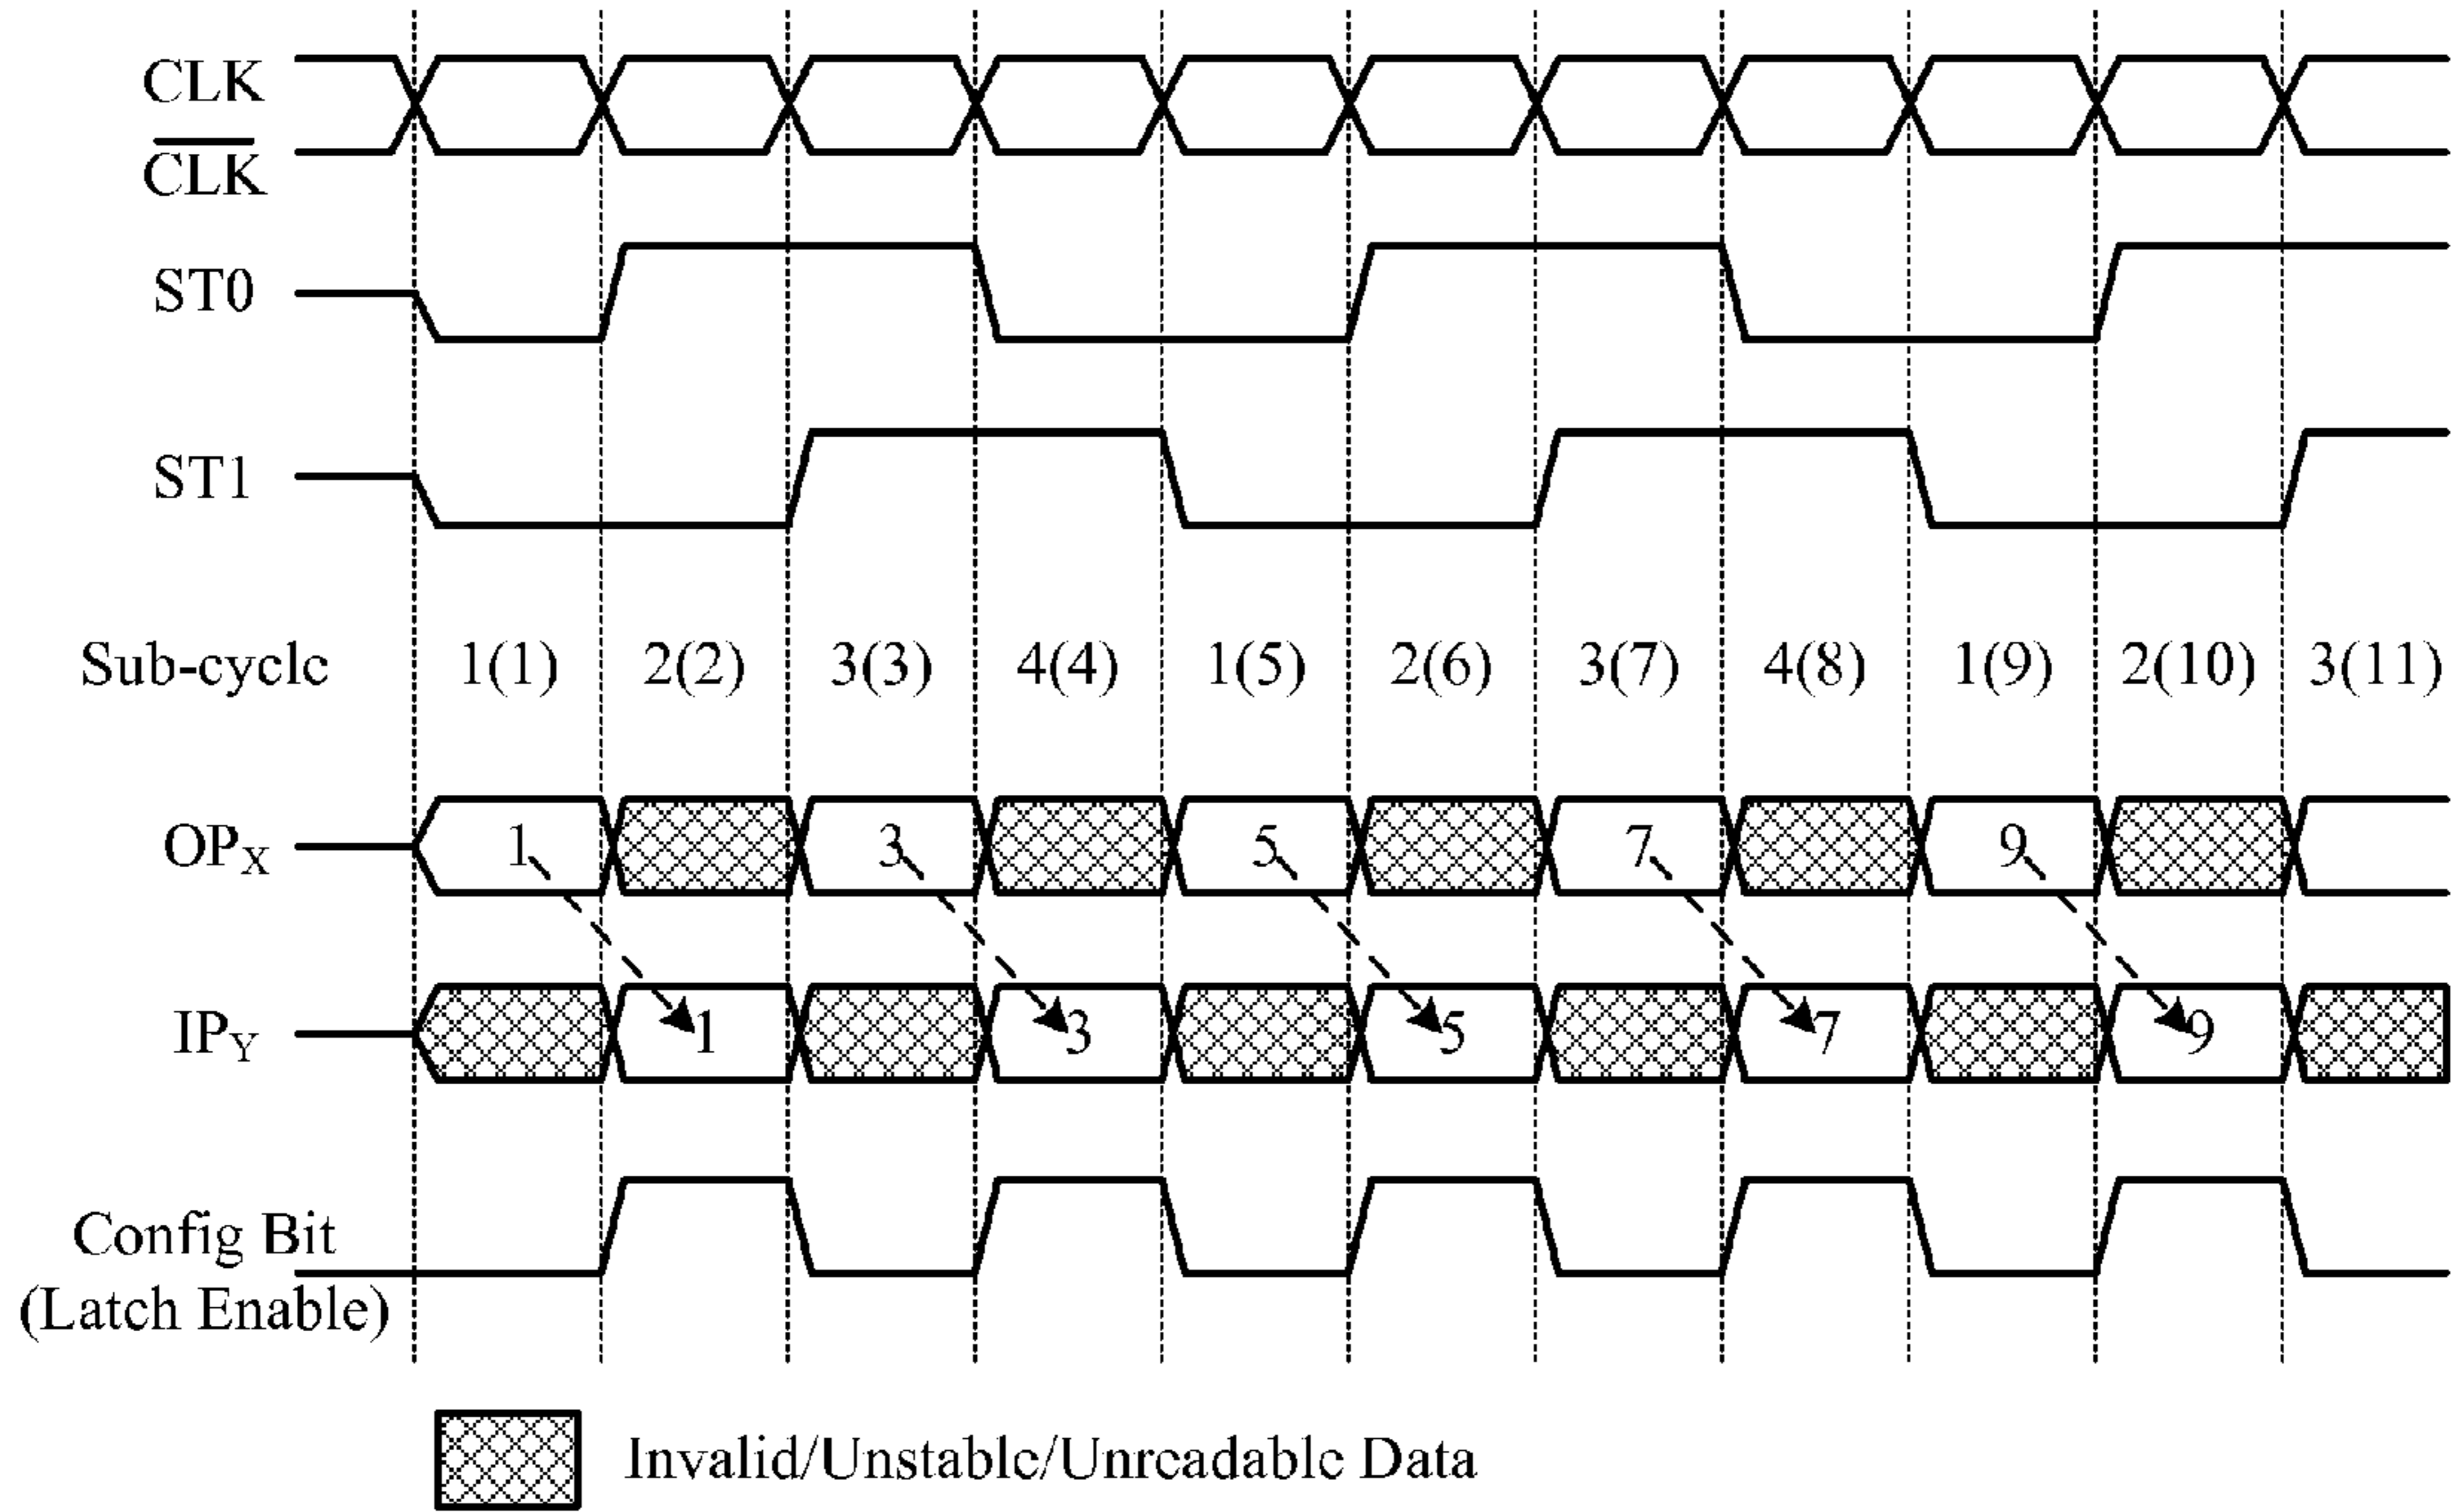 CLK
CLK
ST0
ST1
Sub-cycle 1(1) 2(2) 3(3) 4(4) 1(5) 2(6) 3(7) 4(8) 1(9) 2(10) 3(11)
OPX 1 3 5 7 9
IPY 1 3 5 7 9
Config Bit
(Latch Enable)
Invalid/Unstable/Unreadable Data